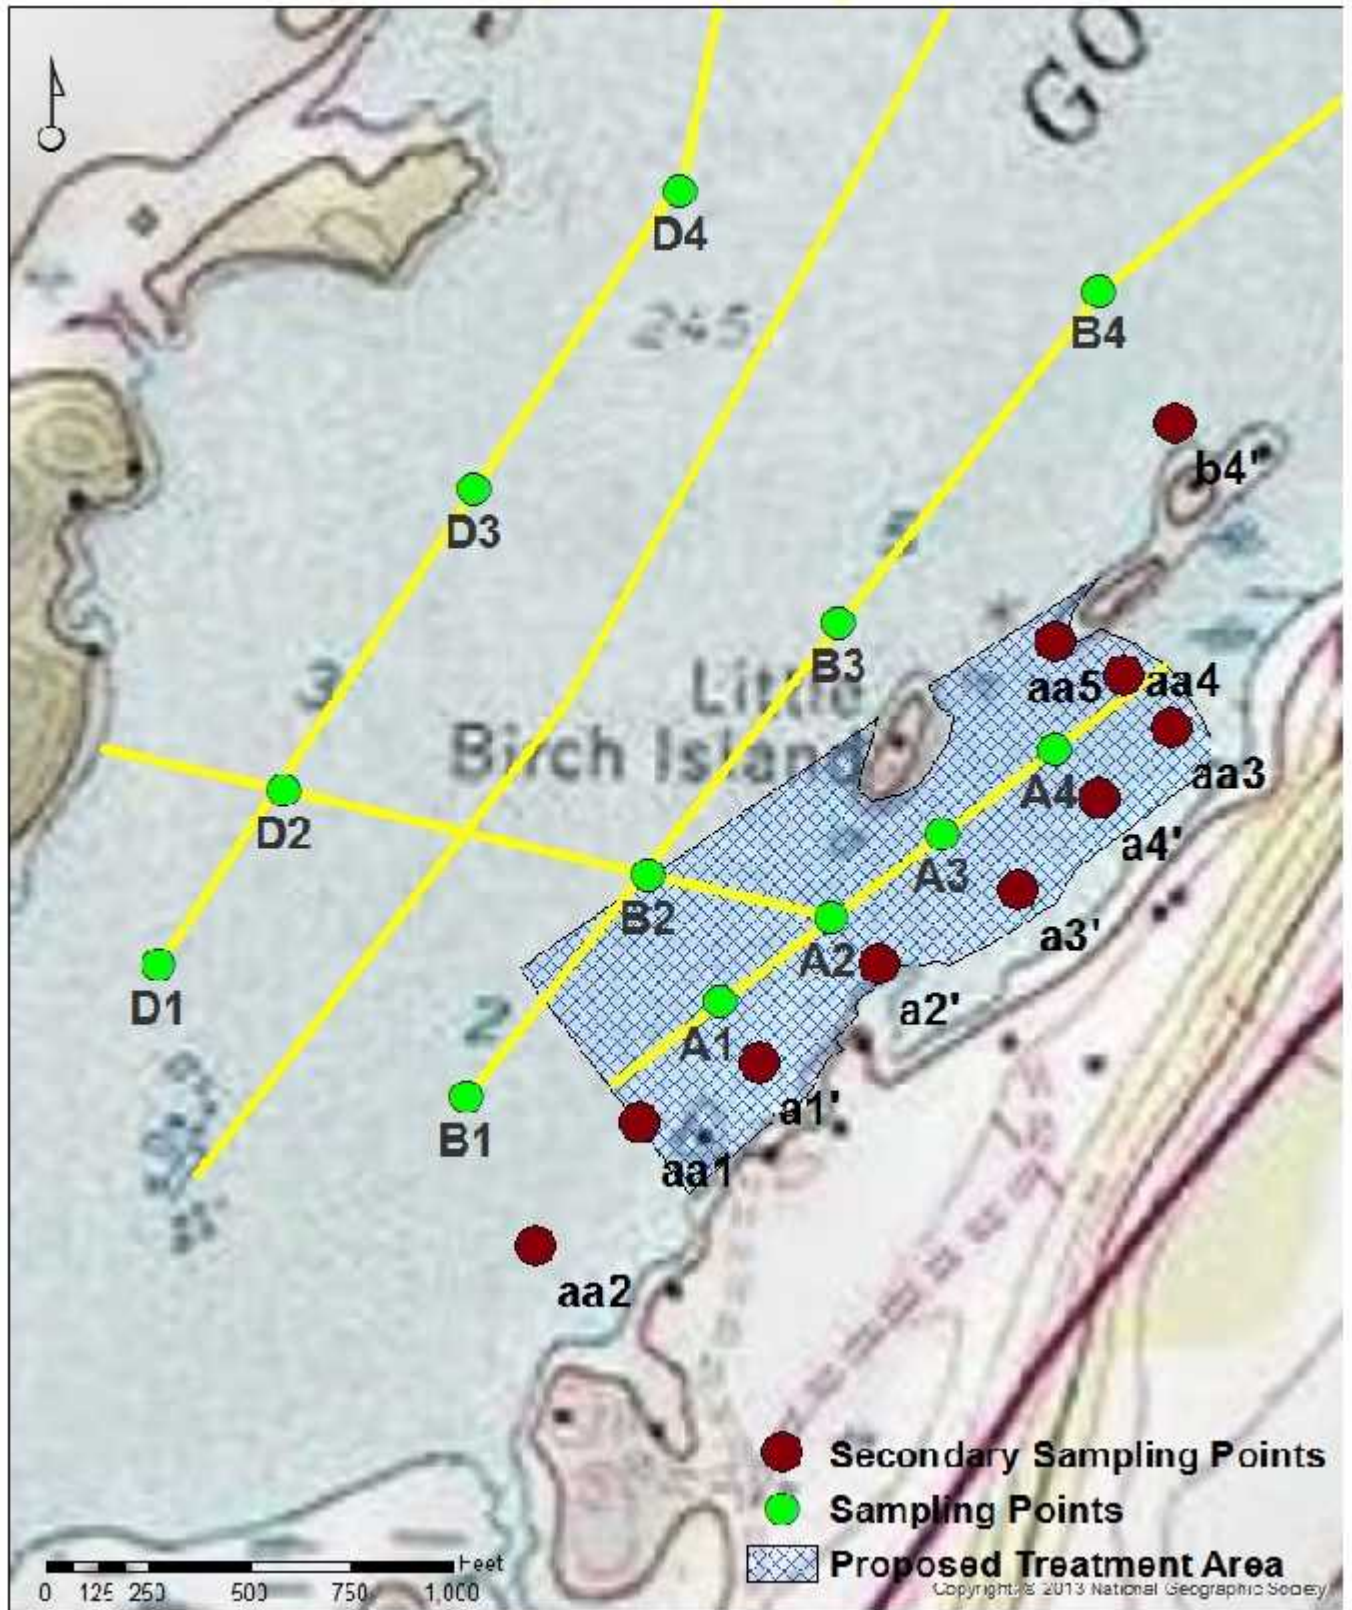 GO
D4
245
B4
b4'
D3
8
B3
aa5
aa4
Little
3
Birch Island
A4
aa3
D2
a4'
A3
B2
a3'
A2
D1
a2'
2
A1
B1
a1'
aa1
aa2
Secondary Sampling Points
Sampling Points
Proposed Treatment Area
Feet
0 125 250 500 750 1,000
Copyright: © 2013 National Geographic Society